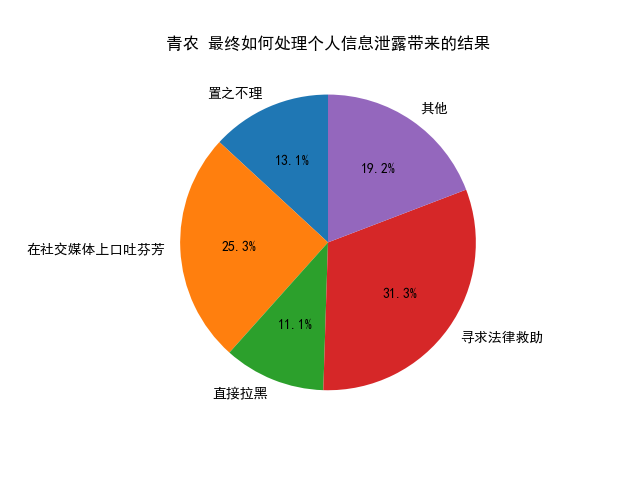 青农 最终如何处理个人信息泄露带来的结果
置之不理
其他
13.1%
19.2%
在社交媒体上口吐芬芳
25.3%
31.3%
11.1%
寻求法律救助
直接拉黑